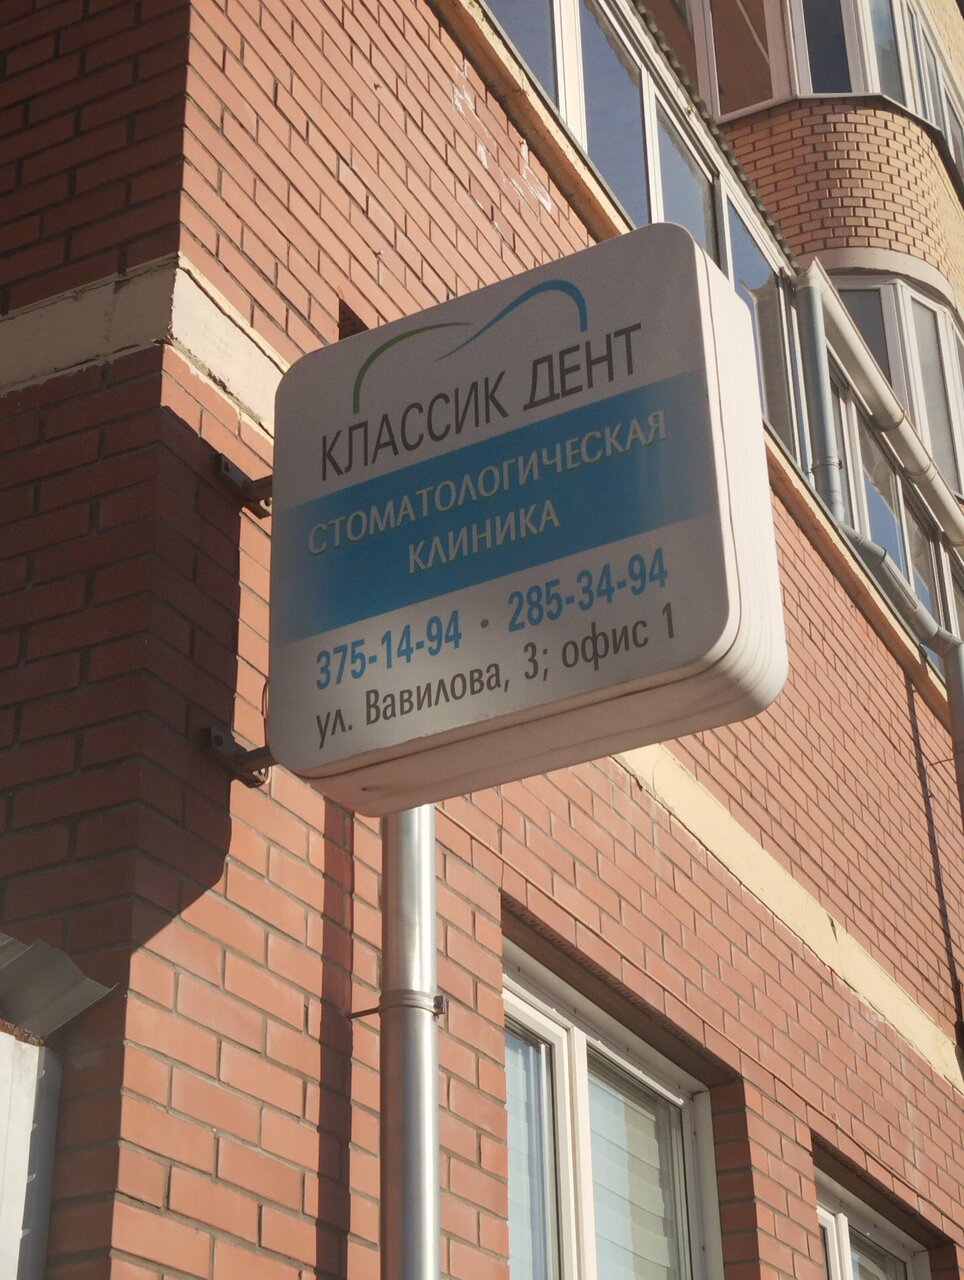 КЛАССИК ДЕНТ
СТОМАТОЛОГИЧЕСКАЯ
КЛИНИКА
375-14-94 · 285-34-94
ул. Вавилова, 3; офис 1